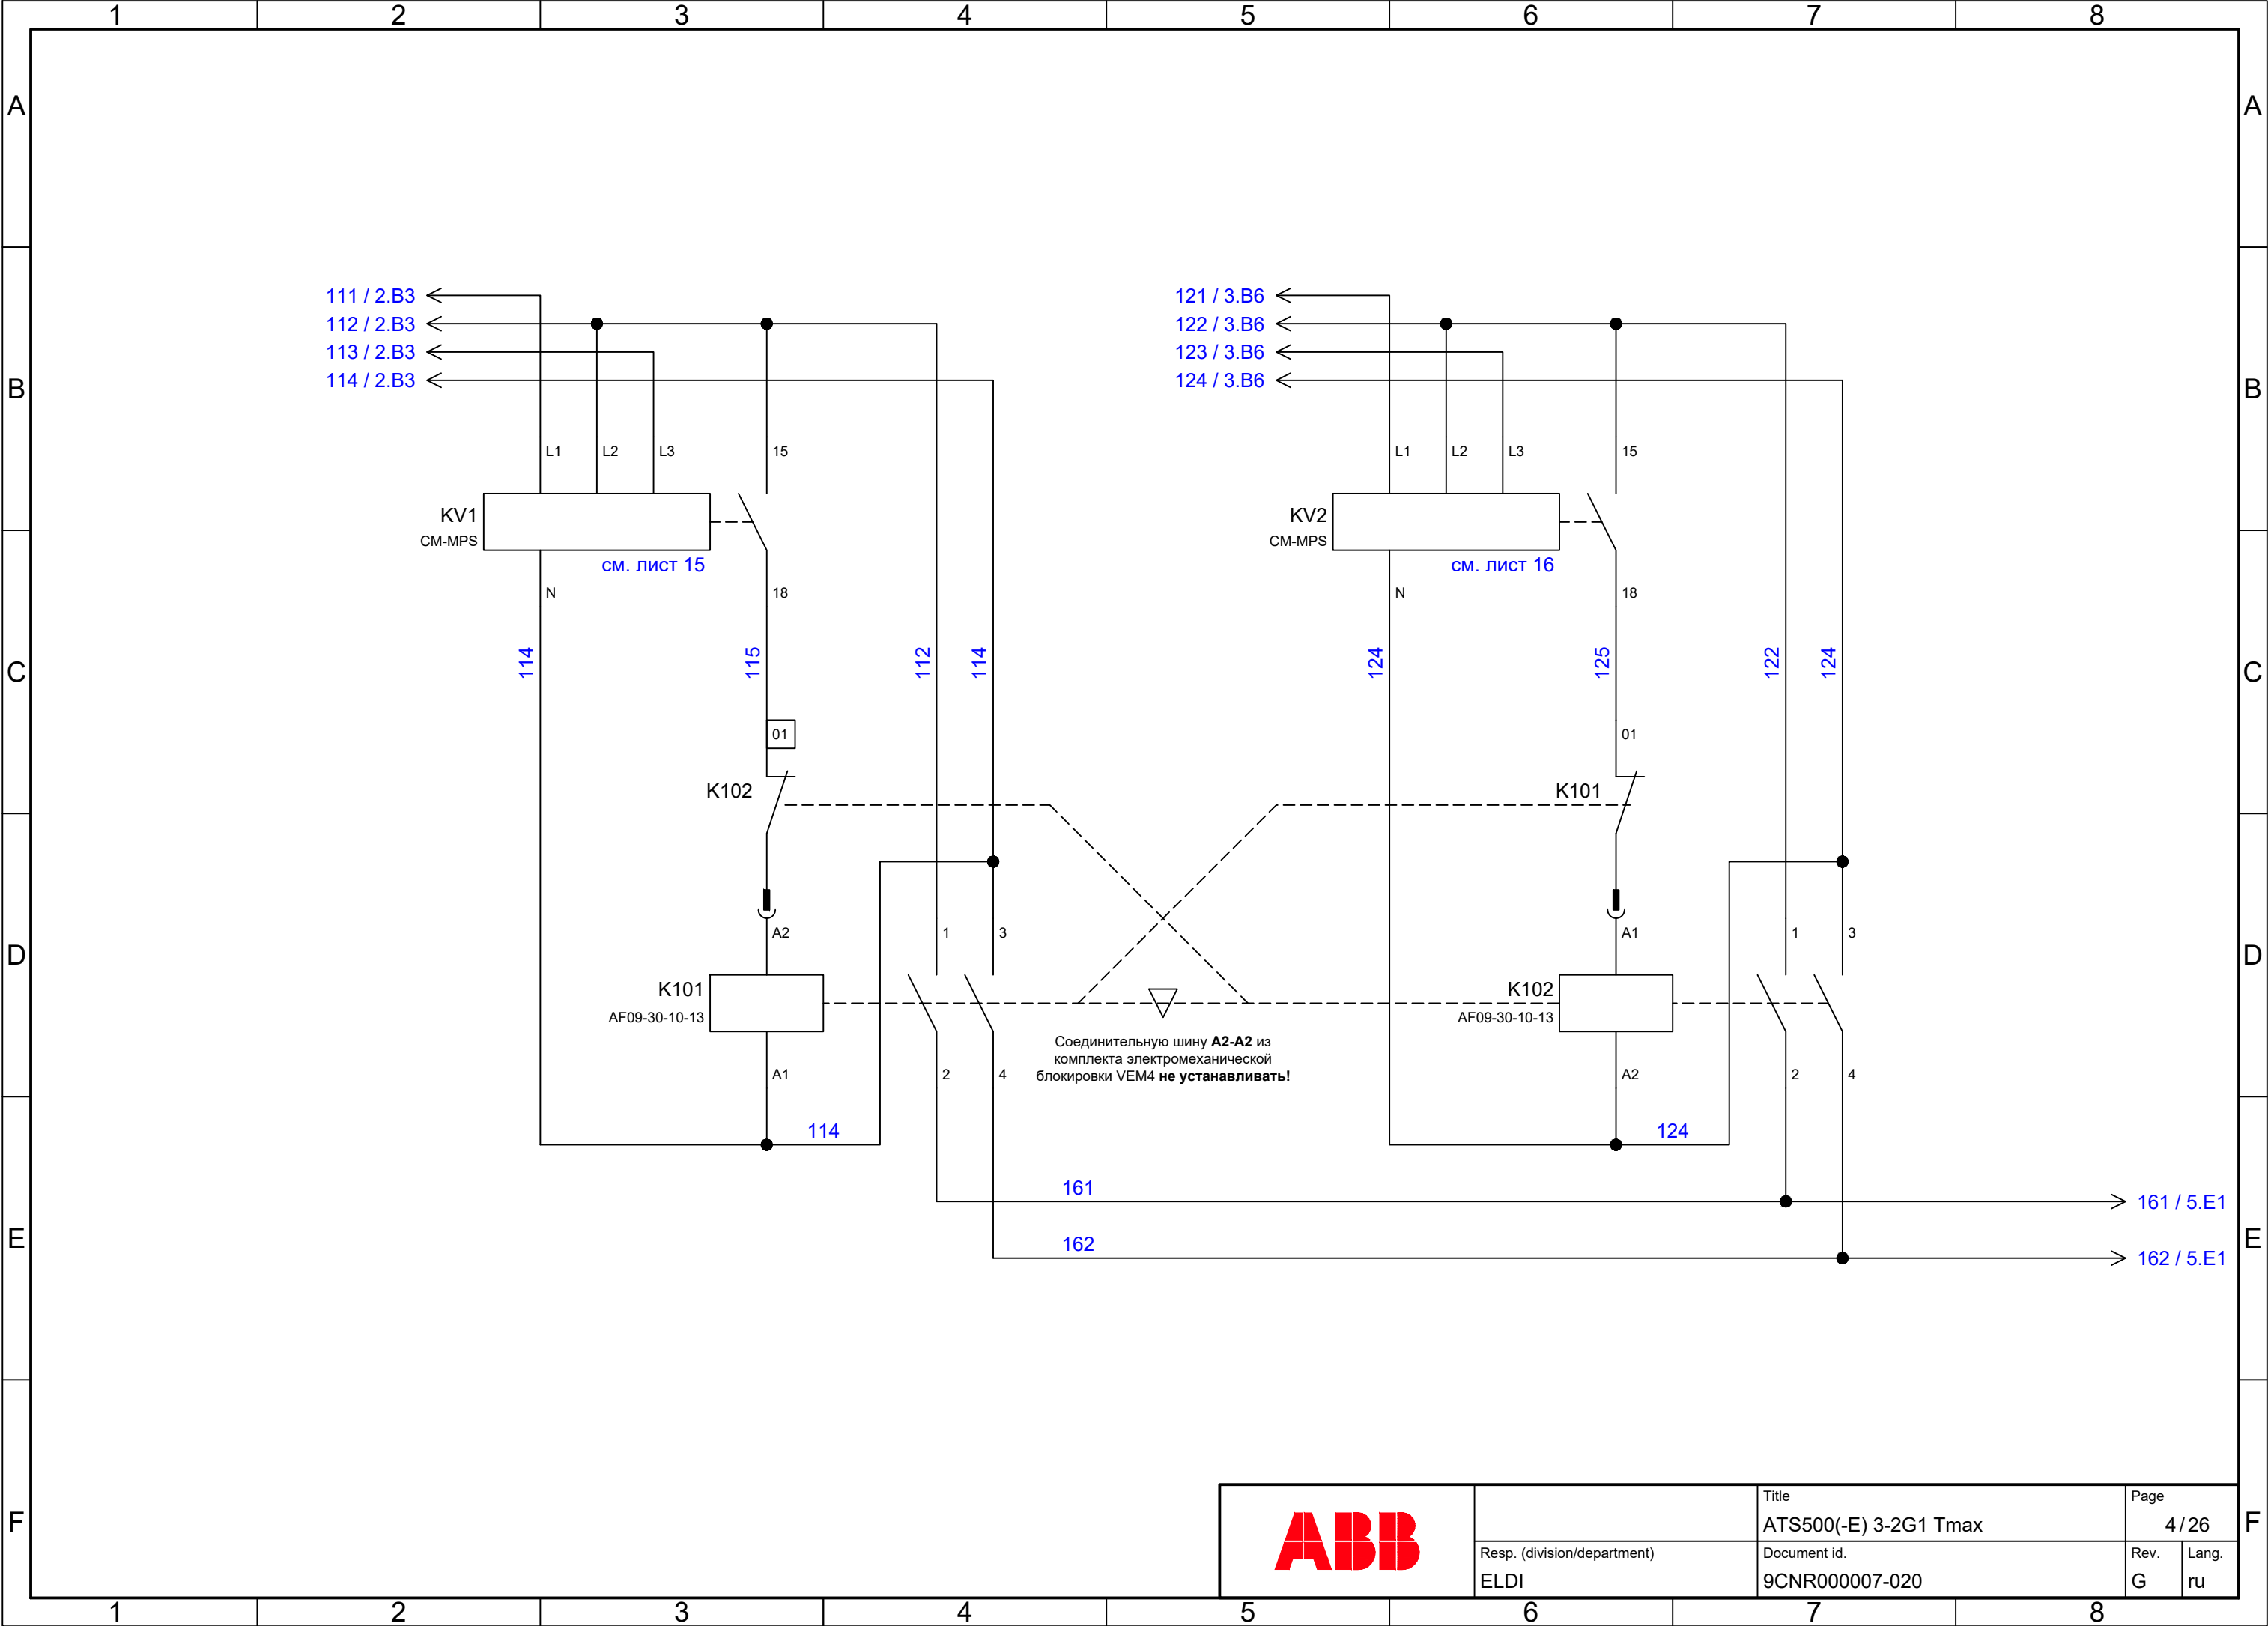 1 2 3 4 5 6 7 8
A A
111 / 2.B3
112 / 2.B3
113 / 2.B3
114 / 2.B3
121 / 3.B6
122 / 3.B6
123 / 3.B6
124 / 3.B6
B B
L1 L2 L3 15
L1 L2 L3 15
KV1
CM-MPS
см. лист 15
KV2
CM-MPS
см. лист 16
N 18
N 18
114 115 112 114
124 125 122 124
C C
01
01
K102
K101
A2 1 3
A1 1 3
D D
K101
AF09-30-10-13
K102
AF09-30-10-13
Соединительную шину A2-A2 из
комплекта электромеханической
блокировки VEM4 не устанавливать!
A1 2 4
A2 2 4
114
124
161
161 / 5.E1
162
162 / 5.E1
E E
F F
ABB
Title
ATS500(-E) 3-2G1 Tmax
Page
4 / 26
Resp. (division/department)
ELDI
Document id.
9CNR000007-020
Rev.
G
Lang.
ru
1 2 3 4 5 6 7 8